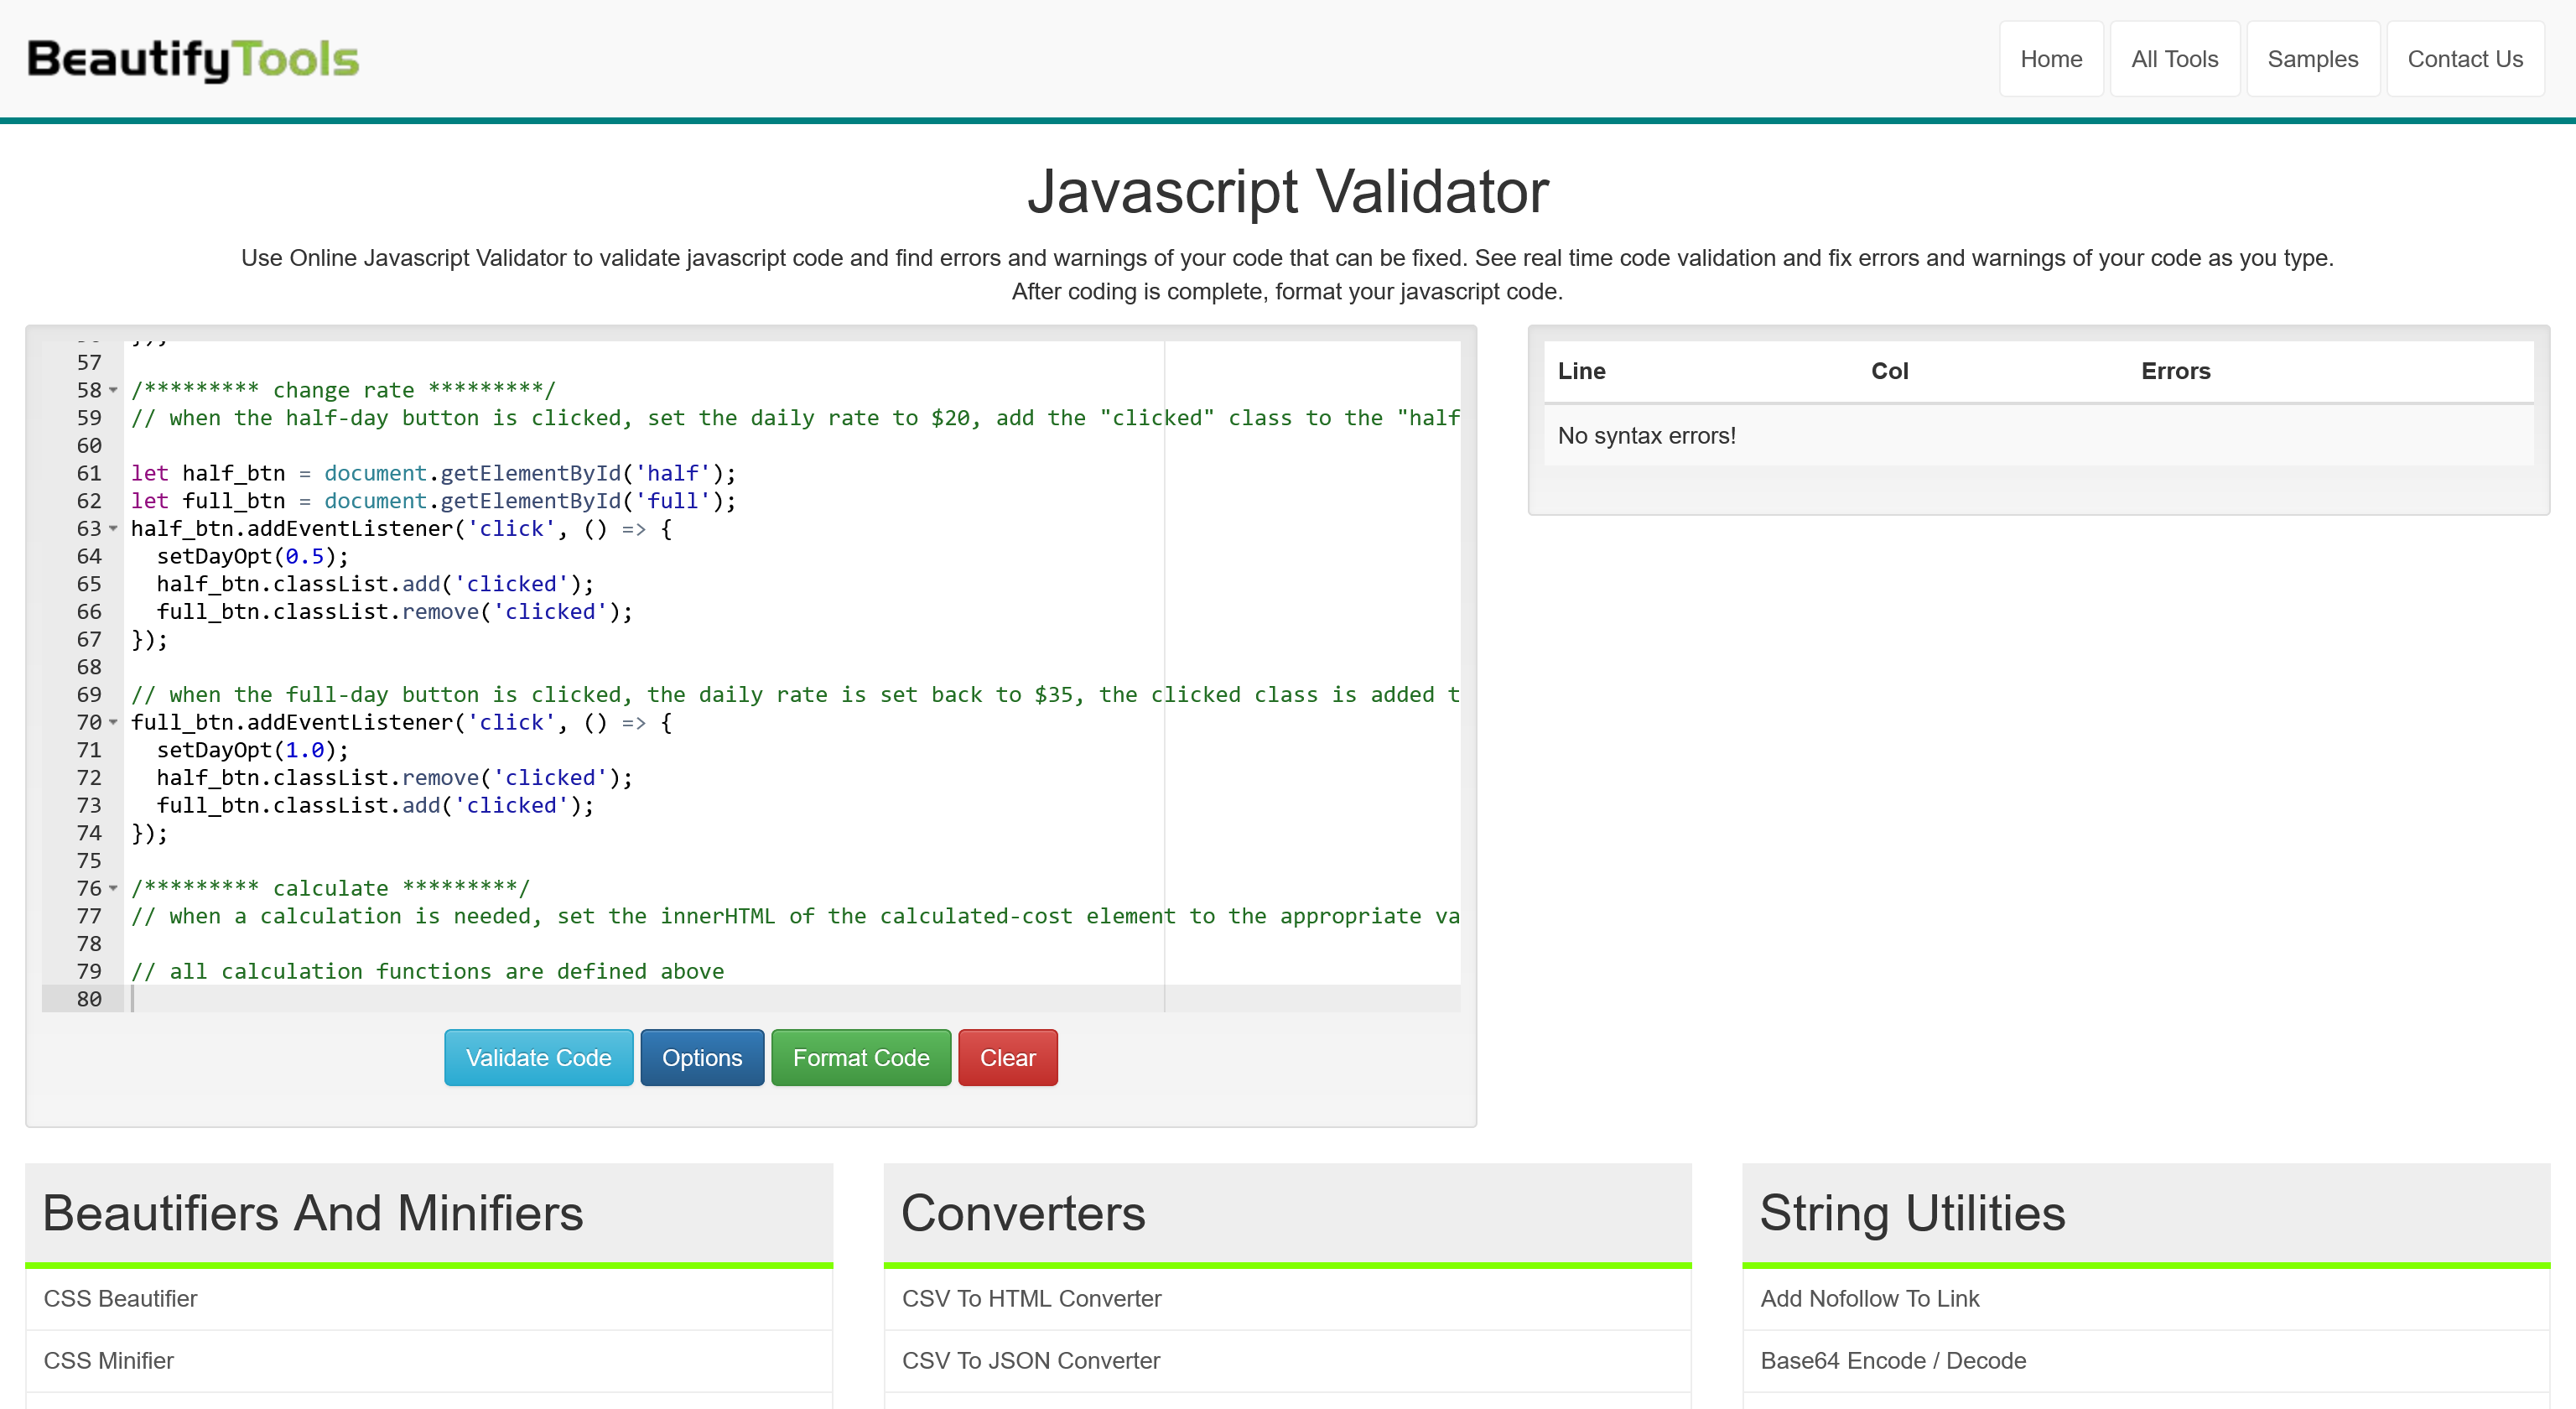 BeautifyTools
Home
All Tools
Samples
Contact Us
Javascript Validator
Use Online Javascript Validator to validate javascript code and find errors and warnings of your code that can be fixed. See real time code validation and fix errors and warnings of your code as you type.
After coding is complete, format your javascript code.
57
58 /********* change rate *********/
59 // when the half-day button is clicked, set the daily rate to $20, add the "clicked" class to the "half
60
61 let half_btn = document.getElementById('half');
62 let full_btn = document.getElementById('full');
63 half_btn.addEventListener('click', () => {
64   setDayOpt(0.5);
65   half_btn.classList.add('clicked');
66   full_btn.classList.remove('clicked');
67 });
68
69 // when the full-day button is clicked, the daily rate is set back to $35, the clicked class is added t
70 full_btn.addEventListener('click', () => {
71   setDayOpt(1.0);
72   half_btn.classList.remove('clicked');
73   full_btn.classList.add('clicked');
74 });
75
76 /********* calculate *********/
77 // when a calculation is needed, set the innerHTML of the calculated-cost element to the appropriate va
78
79 // all calculation functions are defined above
80
Line Col Errors
No syntax errors!
Validate Code
Options
Format Code
Clear
Beautifiers And Minifiers
CSS Beautifier
CSS Minifier
Converters
CSV To HTML Converter
CSV To JSON Converter
String Utilities
Add Nofollow To Link
Base64 Encode / Decode